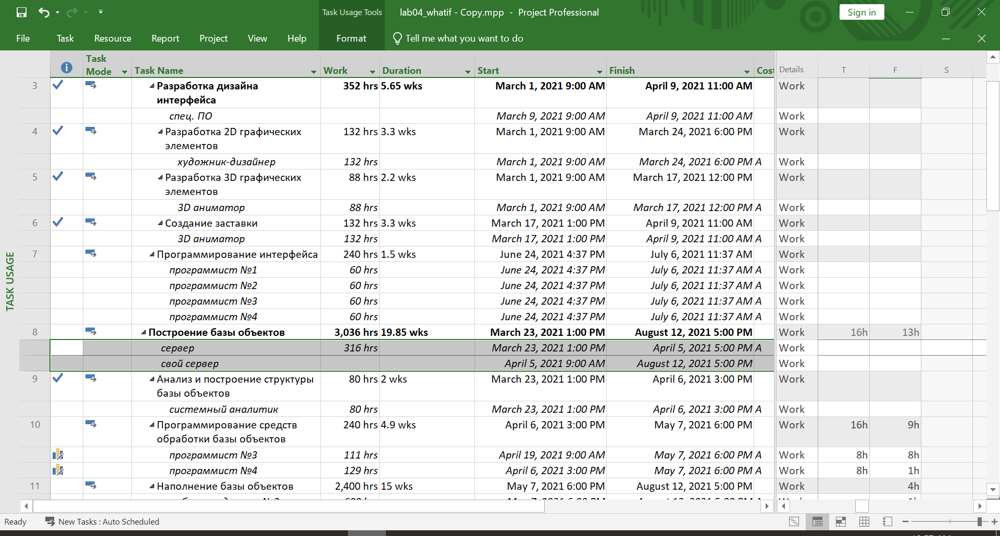 Task Usage Tools
lab04_whatif - Copy.mpp - Project Professional
Sign in
File Task Resource Report Project View Help Format Tell me what you want to do
Task Mode Task Name Work Duration Start Finish Cost Details T F S
3 Разработка дизайна 352 hrs 5.65 wks March 1, 2021 9:00 AM April 9, 2021 11:00 AM Work
интерфейса
спец. ПО March 9, 2021 9:00 AM April 9, 2021 11:00 AM Work
4 Разработка 2D графических 132 hrs 3.3 wks March 1, 2021 9:00 AM March 24, 2021 6:00 PM Work
элементов
художник-дизайнер 132 hrs March 1, 2021 9:00 AM March 24, 2021 6:00 PM A Work
5 Разработка 3D графических 88 hrs 2.2 wks March 1, 2021 9:00 AM March 17, 2021 12:00 PM Work
элементов
3D аниматор 88 hrs March 1, 2021 9:00 AM March 17, 2021 12:00 PM A Work
6 Создание заставки 132 hrs 3.3 wks March 17, 2021 1:00 PM April 9, 2021 11:00 AM Work
3D аниматор 132 hrs March 17, 2021 1:00 PM April 9, 2021 11:00 AM A Work
7 Программирование интерфейса 240 hrs 1.5 wks June 24, 2021 4:37 PM July 6, 2021 11:37 AM Work
программист №1 60 hrs June 24, 2021 4:37 PM July 6, 2021 11:37 AM A Work
программист №2 60 hrs June 24, 2021 4:37 PM July 6, 2021 11:37 AM A Work
программист №3 60 hrs June 24, 2021 4:37 PM July 6, 2021 11:37 AM A Work
программист №4 60 hrs June 24, 2021 4:37 PM July 6, 2021 11:37 AM A Work
8 Построение базы объектов 3,036 hrs 19.85 wks March 23, 2021 1:00 PM August 12, 2021 5:00 PM Work 16h 13h
сервер 316 hrs March 23, 2021 1:00 PM April 5, 2021 5:00 PM A Work
свой сервер April 5, 2021 9:00 AM August 12, 2021 5:00 PM Work
9 Анализ и построение структуры 80 hrs 2 wks March 23, 2021 1:00 PM April 6, 2021 3:00 PM Work
базы объектов
системный аналитик 80 hrs March 23, 2021 1:00 PM April 6, 2021 3:00 PM A Work
10 Программирование средств 240 hrs 4.9 wks April 6, 2021 3:00 PM May 7, 2021 6:00 PM Work 16h 9h
обработки базы объектов
программист №3 111 hrs April 19, 2021 9:00 AM May 7, 2021 6:00 PM A Work 8h 8h
программист №4 129 hrs April 6, 2021 3:00 PM May 7, 2021 6:00 PM A Work 8h 1h
11 Наполнение базы объектов 2,400 hrs 15 wks May 7, 2021 6:00 PM August 12, 2021 5:00 PM Work 4h
TASK USAGE
Ready New Tasks : Auto Scheduled